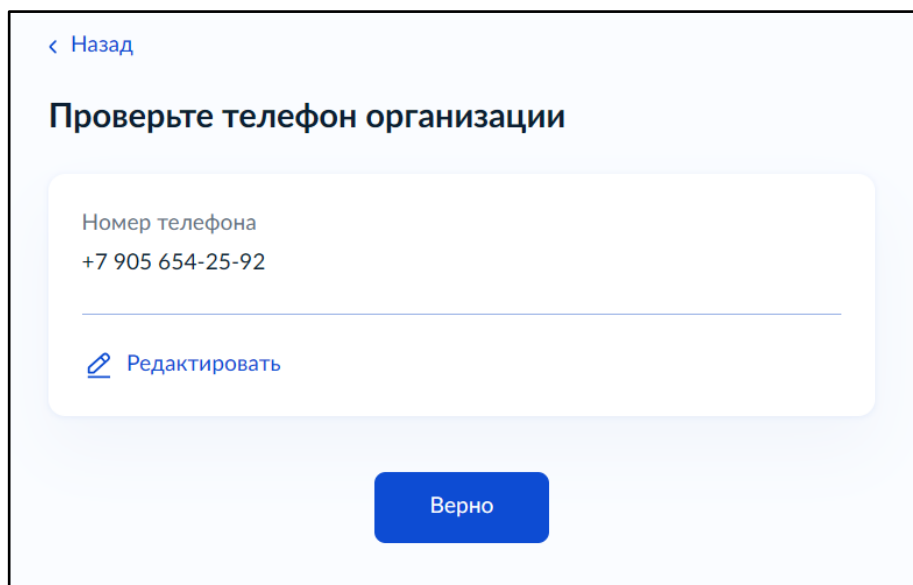 Назад
Проверьте телефон организации
Номер телефона
+7 905 654-25-92
Редактировать
Верно